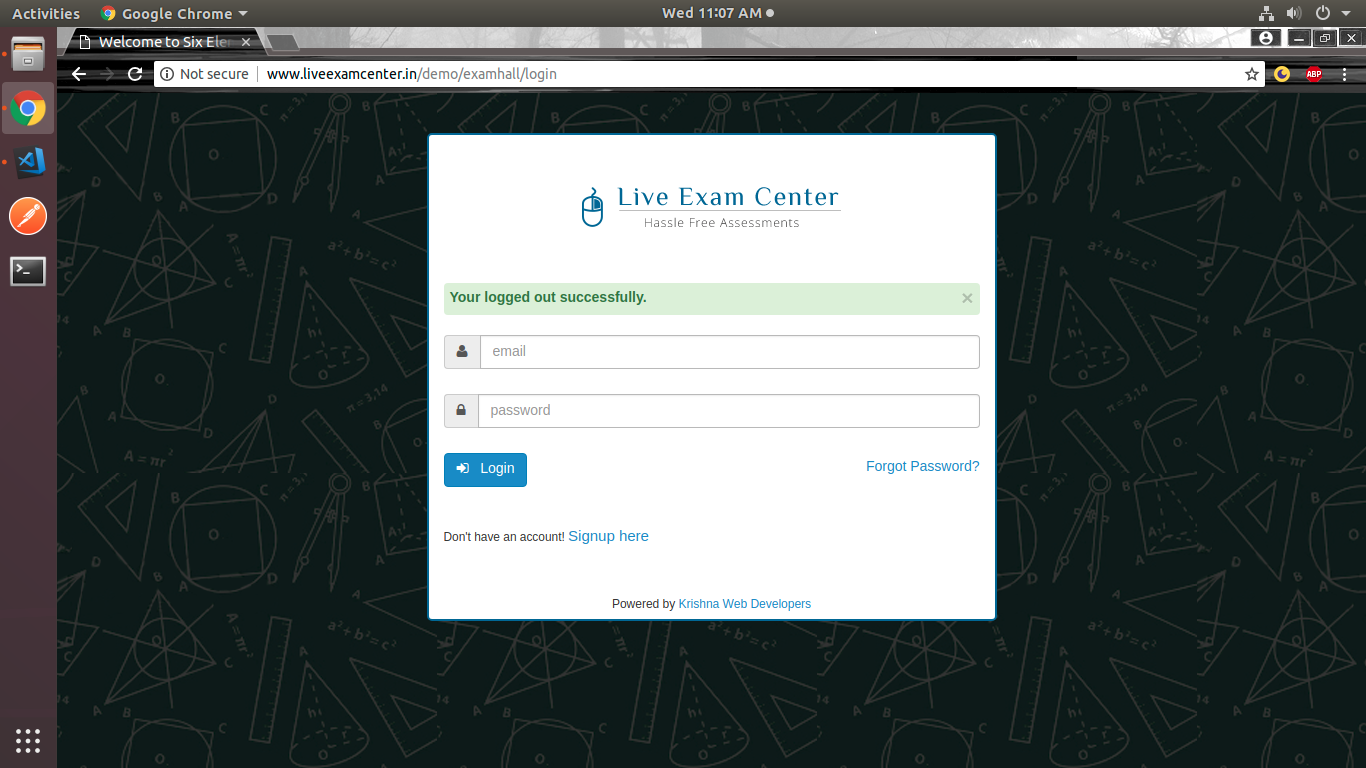 Activities Google Chrome Wed 11:07 AM
Welcome to Six Ele
Not secure www.liveexamcenter.in/demo/examhall/login ABP
Live Exam Center
Hassle Free Assessments
Your logged out successfully. ×
email
password
Login Forgot Password?
Don't have an account! Signup here
Powered by Krishna Web Developers